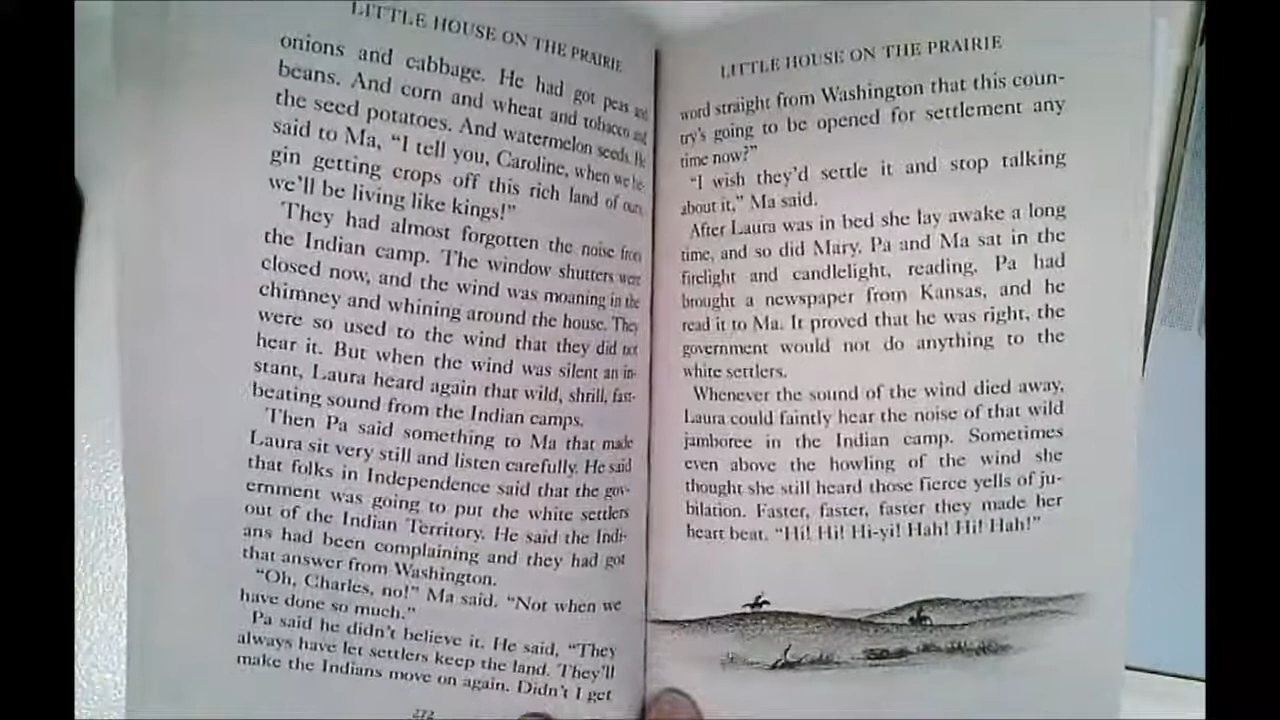 LITTLE HOUSE ON THE PRAIRIE
onions and cabbage. He had got peas and
beans. And corn and wheat and tobacco and
the seed potatoes. And watermelon seeds. He
said to Ma, “I tell you, Caroline, when we be-
gin getting crops off this rich land of ours,
we’ll be living like kings!”
They had almost forgotten the noise from
the Indian camp. The window shutters were
closed now, and the wind was moaning in the
chimney and whining around the house. They
were so used to the wind that they did not
hear it. But when the wind was silent an in-
stant, Laura heard again that wild, shrill, fast-
beating sound from the Indian camps.
Then Pa said something to Ma that made
Laura sit very still and listen carefully. He said
that folks in Independence said that the gov-
ernment was going to put the white settlers
out of the Indian Territory. He said the Indi-
ans had been complaining and they had got
that answer from Washington.
“Oh, Charles, no!” Ma said. “Not when we
have done so much.”
Pa said he didn’t believe it. He said, “They
always have let settlers keep the land. They’ll
make the Indians move on again. Didn’t I get
272
LITTLE HOUSE ON THE PRAIRIE
word straight from Washington that this coun-
try’s going to be opened for settlement any
time now?”
“I wish they’d settle it and stop talking
about it,” Ma said.
After Laura was in bed she lay awake a long
time, and so did Mary. Pa and Ma sat in the
firelight and candlelight, reading. Pa had
brought a newspaper from Kansas, and he
read it to Ma. It proved that he was right, the
government would not do anything to the
white settlers.
Whenever the sound of the wind died away,
Laura could faintly hear the noise of that wild
jamboree in the Indian camp. Sometimes
even above the howling of the wind she
thought she still heard those fierce yells of ju-
bilation. Faster, faster, faster they made her
heart beat. “Hi! Hi! Hi-yi! Hah! Hi! Hah!”